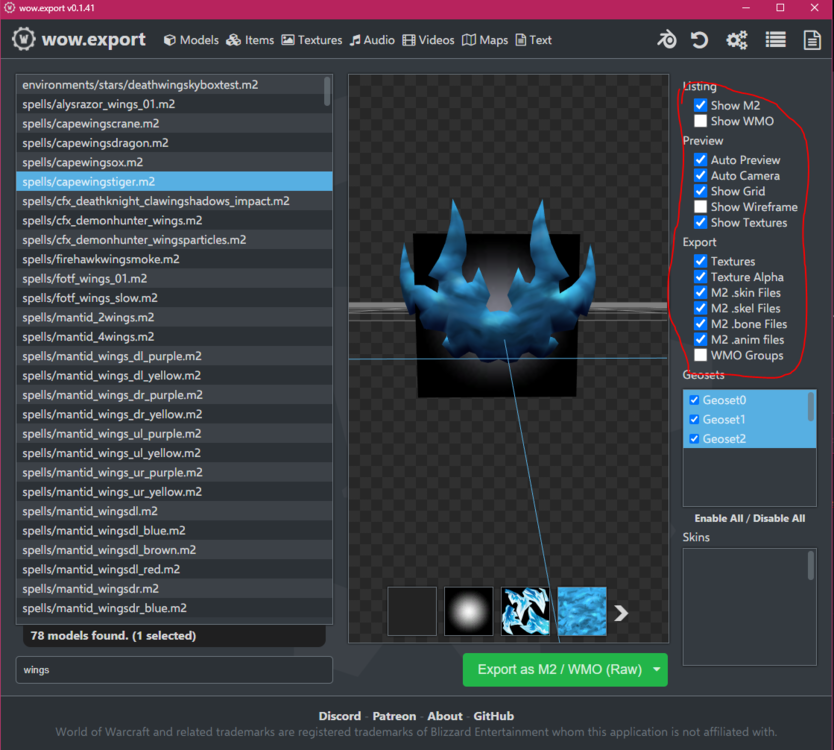 wow.export v0.1.41
wow.export Models Items Textures Audio Videos Maps Text
environments/stars/deathwingskyboxtest.m2
spells/alysrazor_wings_01.m2
spells/capewingscrane.m2
spells/capewingsdragon.m2
spells/capewingsox.m2
spells/capewingstiger.m2
spells/cfx_deathknight_clawingshadows_impact.m2
spells/cfx_demonhunter_wings.m2
spells/cfx_demonhunter_wingsparticles.m2
spells/firehawkwingsmoke.m2
spells/fotf_wings_01.m2
spells/fotf_wings_slow.m2
spells/mantid_2wings.m2
spells/mantid_4wings.m2
spells/mantid_wings_dl_purple.m2
spells/mantid_wings_dl_yellow.m2
spells/mantid_wings_dr_purple.m2
spells/mantid_wings_dr_yellow.m2
spells/mantid_wings_ul_purple.m2
spells/mantid_wings_ul_yellow.m2
spells/mantid_wings_ur_purple.m2
spells/mantid_wings_ur_yellow.m2
spells/mantid_wingsdl.m2
spells/mantid_wingsdl_blue.m2
spells/mantid_wingsdl_brown.m2
spells/mantid_wingsdl_red.m2
spells/mantid_wingsdr.m2
spells/mantid_wingsdr_blue.m2
78 models found. (1 selected)
wings
Export as M2 / WMO (Raw)
Listing
Show M2
Show WMO
Preview
Auto Preview
Auto Camera
Show Grid
Show Wireframe
Show Textures
Export
Textures
Texture Alpha
M2 .skin Files
M2 .skel Files
M2 .bone Files
M2 .anim files
WMO Groups
Geosets
Geoset0
Geoset1
Geoset2
Enable All / Disable All
Skins
Discord - Patreon - About - GitHub
World of Warcraft and related trademarks are registered trademarks of Blizzard Entertainment whom this application is not affiliated with.